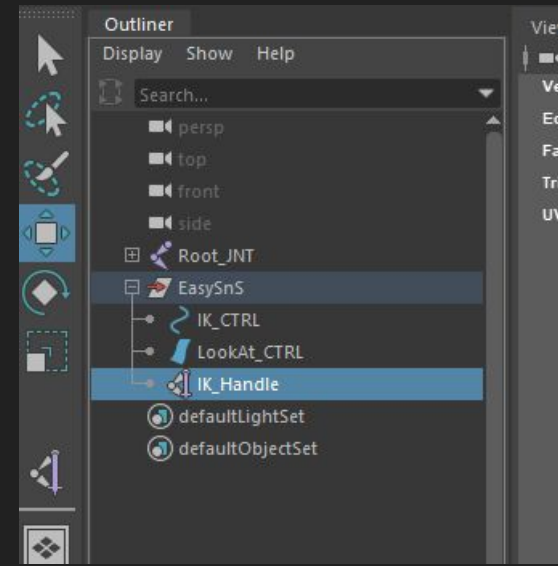 Outliner
Display Show Help
Search...
persp
top
front
side
Root_JNT
EasySnS
IK_CTRL
LookAt_CTRL
IK_Handle
defaultLightSet
defaultObjectSet